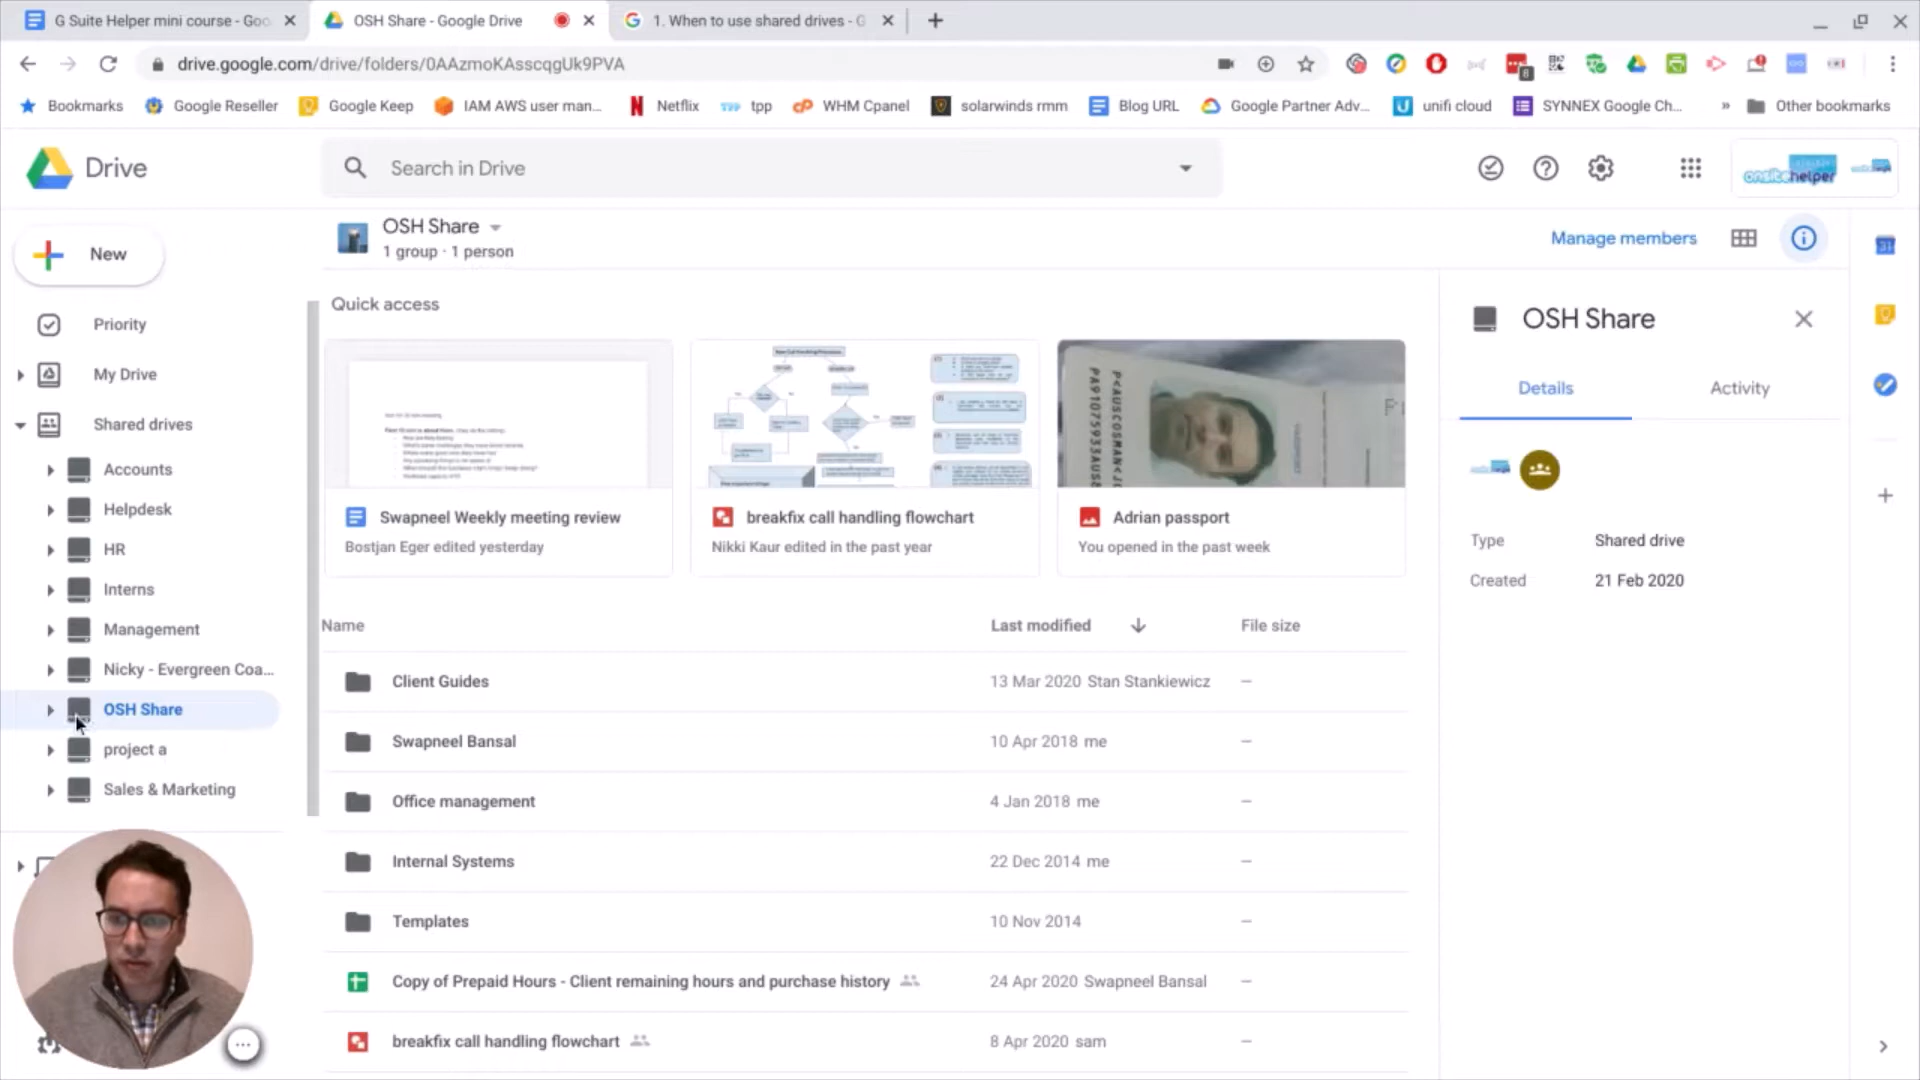 G Suite Helper mini course - Goo
OSH Share - Google Drive
1. When to use shared drives - G
drive.google.com/drive/folders/0AAzmoKAsscqgUk9PVA
8
Bookmarks
Google Reseller
Google Keep
IAM AWS user man...
Netflix
tpp
WHM Cpanel
solarwinds rmm
Blog URL
Google Partner Adv...
unifi cloud
SYNNEX Google Ch...
»
Other bookmarks
Drive
Search in Drive
onsitehelper
New
OSH Share
1 group · 1 person
Manage members
Priority
My Drive
Shared drives
Accounts
Helpdesk
HR
Interns
Management
Nicky - Evergreen Coa...
OSH Share
project a
Sales & Marketing
Quick access
Swapneel Weekly meeting review
Bostjan Eger edited yesterday
breakfix call handling flowchart
Nikki Kaur edited in the past year
Adrian passport
You opened in the past week
Name
Last modified
File size
Client Guides
13 Mar 2020 Stan Stankiewicz
–
Swapneel Bansal
10 Apr 2018 me
–
Office management
4 Jan 2018 me
–
Internal Systems
22 Dec 2014 me
–
Templates
10 Nov 2014
–
Copy of Prepaid Hours - Client remaining hours and purchase history
24 Apr 2020 Swapneel Bansal
–
breakfix call handling flowchart
8 Apr 2020 sam
–
OSH Share
Details
Activity
Type
Shared drive
Created
21 Feb 2020